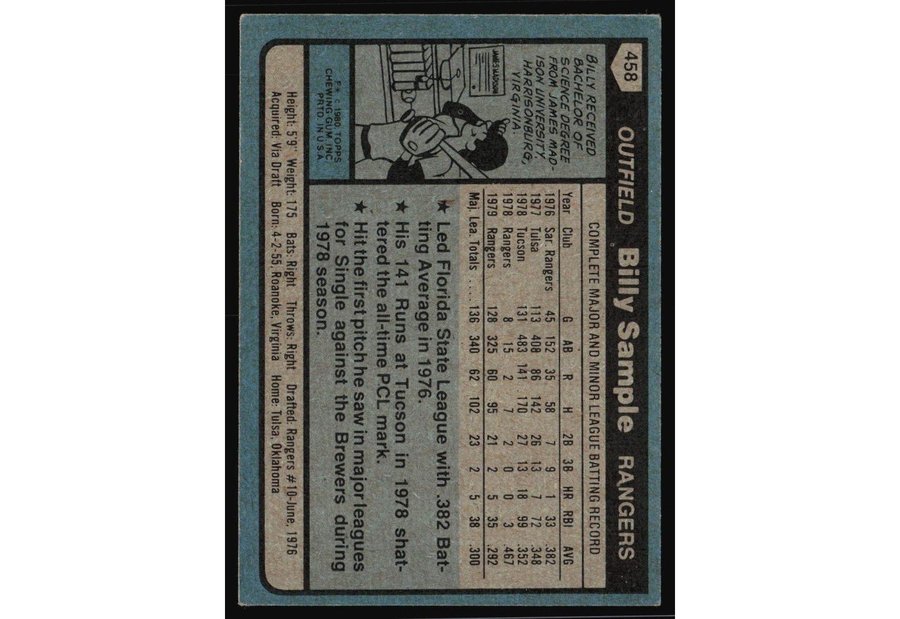 458
OUTFIELD Billy Sample RANGERS
BILLY RECEIVED
BACHELOR OF
SCIENCE DEGREE
FROM JAMES MAD-
ISON UNIVERSITY,
HARRISONBURG,
VIRGINIA.
JAMES MADISON
F* © 1980 TOPPS
CHEWING GUM, INC.
PRTD. IN U.S.A.
COMPLETE MAJOR AND MINOR LEAGUE BATTING RECORD
Year Club G AB R H 2B 3B HR RBI AVG
1976 Sar. Rangers 45 152 35 58 7 9 1 33 .382
1977 Tulsa 113 408 86 142 26 13 7 72 .348
1978 Tucson 131 483 141 170 27 13 18 99 .352
1978 Rangers 8 15 2 7 2 0 0 3 .467
1979 Rangers 128 325 60 95 21 2 5 35 .292
Maj. Lea. Totals ..... 136 340 62 102 23 2 5 38 .300
★ Led Florida State League with .382 Bat-
ting Average in 1976.
★ His 141 Runs at Tucson in 1978 shat-
tered the all-time PCL mark.
★ Hit the first pitch he saw in major leagues
for Single against the Brewers during
1978 season.
Height: 5'9" Weight: 175 Bats: Right Throws: Right Drafted: Rangers #10-June, 1976
Acquired: Via Draft Born: 4-2-55, Roanoke, Virginia Home: Tulsa, Oklahoma